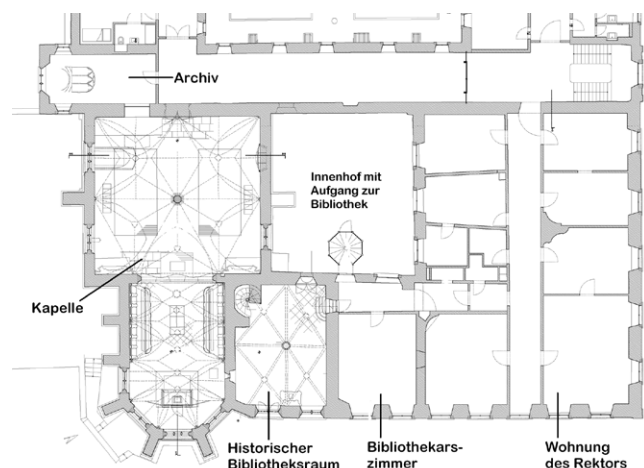 Archiv
Innenhof mit
Aufgang zur
Bibliothek
Kapelle
Historischer
Bibliotheksraum
Bibliothekars-
zimmer
Wohnung
des Rektors